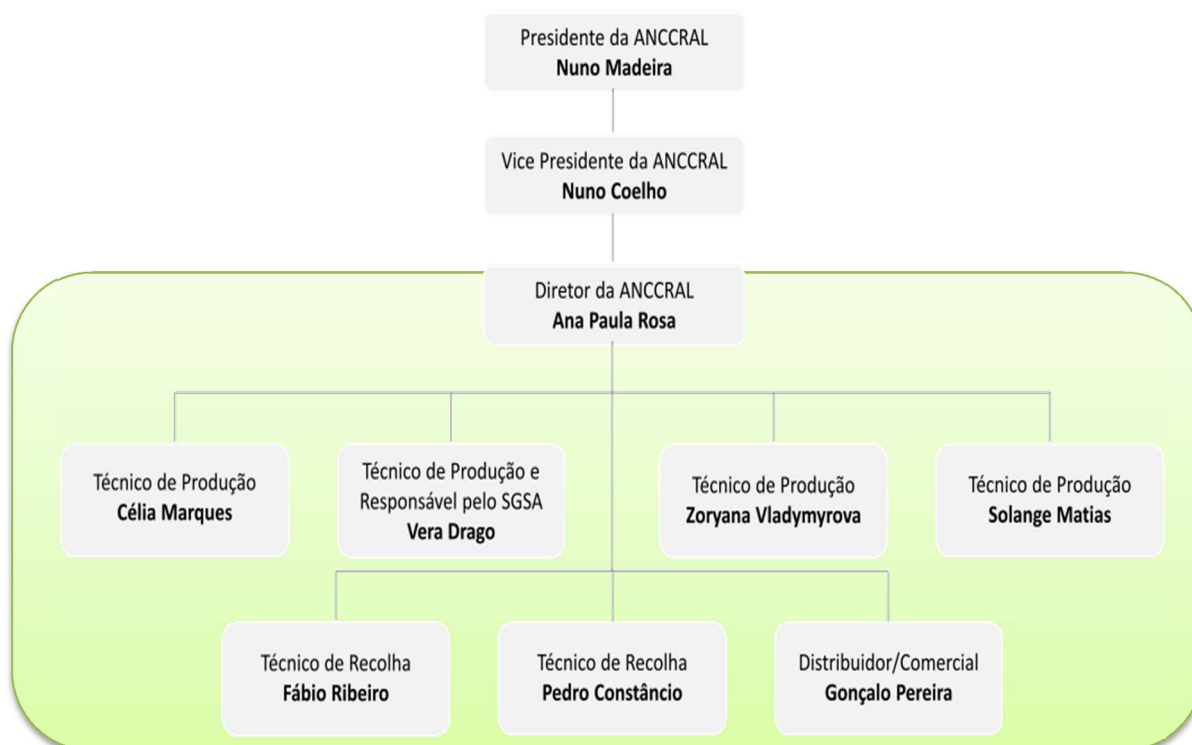 Presidente da ANCCRAL
Nuno Madeira
Vice Presidente da ANCCRAL
Nuno Coelho
Diretor da ANCCRAL
Ana Paula Rosa
Técnico de Produção
Célia Marques
Técnico de Produção e
Responsável pelo SGSA
Vera Drago
Técnico de Produção
Zoryana Vladymyrova
Técnico de Produção
Solange Matias
Técnico de Recolha
Fábio Ribeiro
Técnico de Recolha
Pedro Constâncio
Distribuidor/Comercial
Gonçalo Pereira